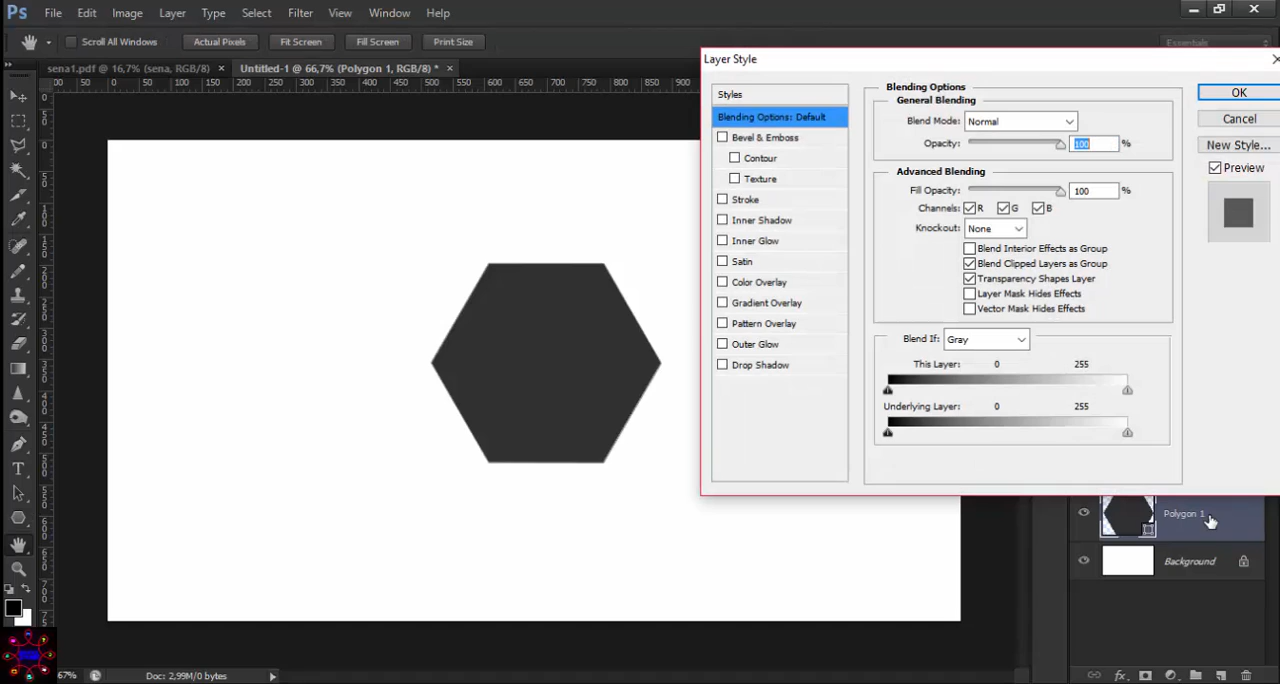 Ps File Edit Image Layer Type Select Filter View Window Help
Scroll All Windows Actual Pixels Fit Screen Fill Screen Print Size Essentials
sena1.pdf @ 16,7% (sena, RGB/8) × Untitled-1 @ 66,7% (Polygon 1, RGB/8) * ×
00 50 0 50 100 150 200 250 300 350 400 450 500 550 600 650 700 750 800 850 900
Layer Style
Styles
Blending Options: Default
Bevel & Emboss
Contour
Texture
Stroke
Inner Shadow
Inner Glow
Satin
Color Overlay
Gradient Overlay
Pattern Overlay
Outer Glow
Drop Shadow
Blending Options
General Blending
Blend Mode: Normal
Opacity: 100 %
Advanced Blending
Fill Opacity: 100 %
Channels: R G B
Knockout: None
Blend Interior Effects as Group
Blend Clipped Layers as Group
Transparency Shapes Layer
Layer Mask Hides Effects
Vector Mask Hides Effects
Blend If: Gray
This Layer: 0 255
Underlying Layer: 0 255
OK
Cancel
New Style...
Preview
Polygon 1
Background
67% Doc: 2,99M/0 bytes